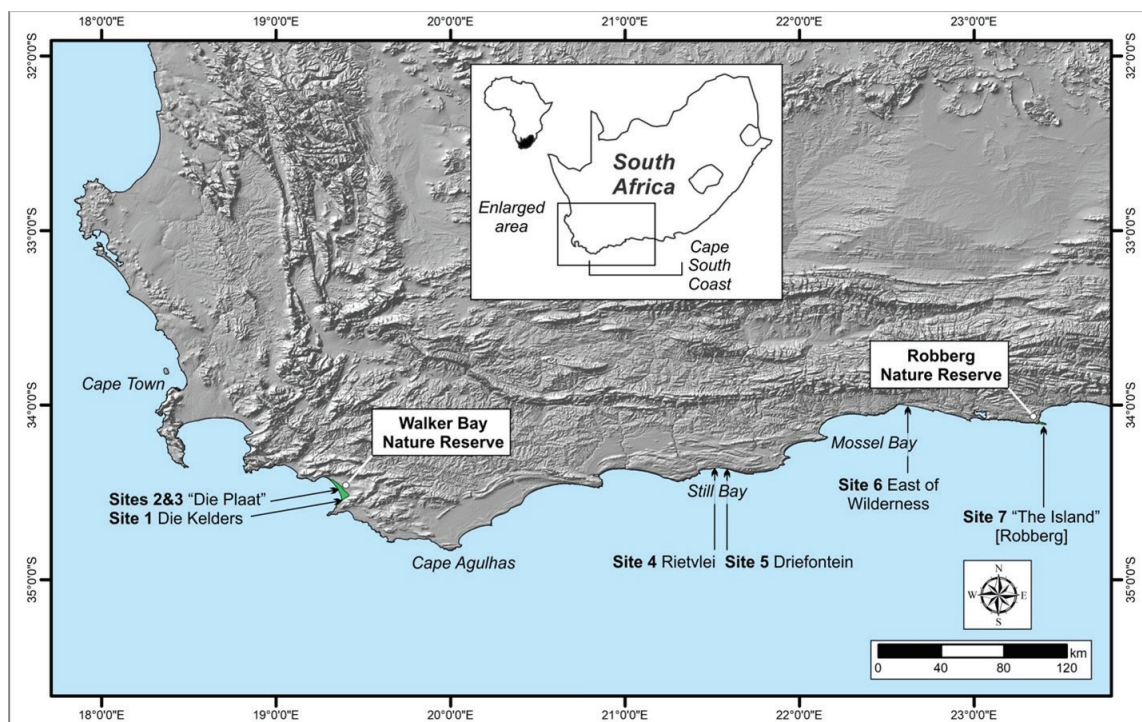 18°0'0"E 19°0'0"E 20°0'0"E 21°0'0"E 22°0'0"E 23°0'0"E
32°0'0"S
32°0'0"S
South
Africa
Enlarged
area
Cape
South
Coast
33°0'0"S
33°0'0"S
Robberg
Nature Reserve
Cape Town
34°0'0"S
34°0'0"S
Walker Bay
Nature Reserve
Mossel Bay
Sites 2&3 “Die Plaat”
Site 1 Die Kelders
Still Bay
Site 6 East of
Wilderness
Site 7 “The Island”
[Robberg]
Cape Agulhas
Site 4 Rietvlei
Site 5 Driefontein
35°0'0"S
35°0'0"S
N
W E
S
km
0 40 80 120
18°0'0"E 19°0'0"E 20°0'0"E 21°0'0"E 22°0'0"E 23°0'0"E